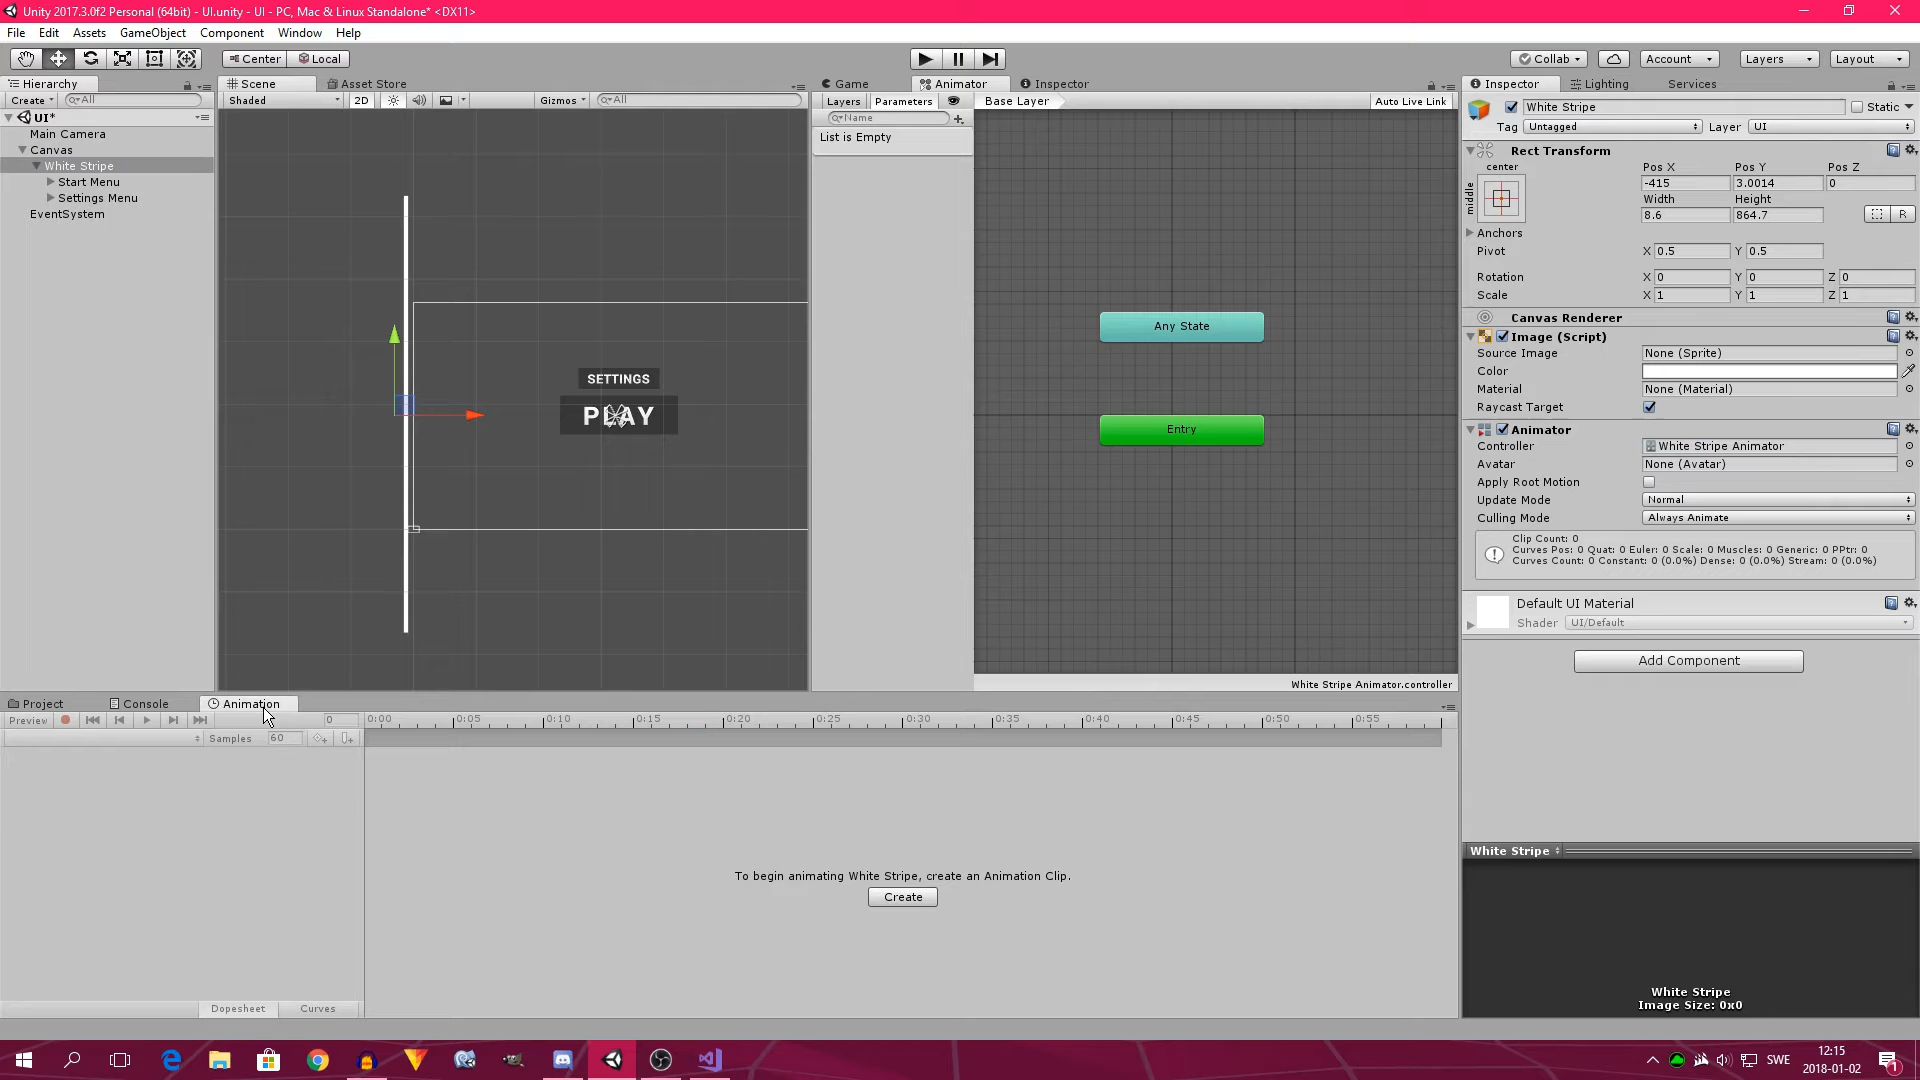 Unity 2017.3.0f2 Personal (64bit) - UI.unity - UI - PC, Mac & Linux Standalone* <DX11>
File Edit Assets GameObject Component Window Help
Center Local Collab Account Layers Layout
Hierarchy
Create All
UI*
Main Camera
Canvas
White Stripe
Start Menu
Settings Menu
EventSystem
Scene Asset Store
Shaded 2D Gizmos All
SETTINGS
PLAY
Game Animator Inspector
Layers Parameters Base Layer Auto Live Link
Name
List is Empty
Any State
Entry
White Stripe Animator.controller
Inspector Lighting Services
White Stripe Static
Tag Untagged Layer UI
Rect Transform
center Pos X Pos Y Pos Z
middle
-415 3.0014 0
Width Height
8.6 864.7 R
Anchors
Pivot X 0.5 Y 0.5
Rotation X 0 Y 0 Z 0
Scale X 1 Y 1 Z 1
Canvas Renderer
Image (Script)
Source Image None (Sprite)
Color
Material None (Material)
Raycast Target
Animator
Controller White Stripe Animator
Avatar None (Avatar)
Apply Root Motion
Update Mode Normal
Culling Mode Always Animate
Clip Count: 0
Curves Pos: 0 Quat: 0 Euler: 0 Scale: 0 Muscles: 0 Generic: 0 PPtr: 0
Curves Count: 0 Constant: 0 (0.0%) Dense: 0 (0.0%) Stream: 0 (0.0%)
Default UI Material
Shader UI/Default
Add Component
White Stripe
White Stripe
Image Size: 0x0
Project Console Animation
Preview 0 0:00 0:05 0:10 0:15 0:20 0:25 0:30 0:35 0:40 0:45 0:50 0:55
Samples 60
To begin animating White Stripe, create an Animation Clip.
Create
Dopesheet Curves
SWE
12:15
2018-01-02
1